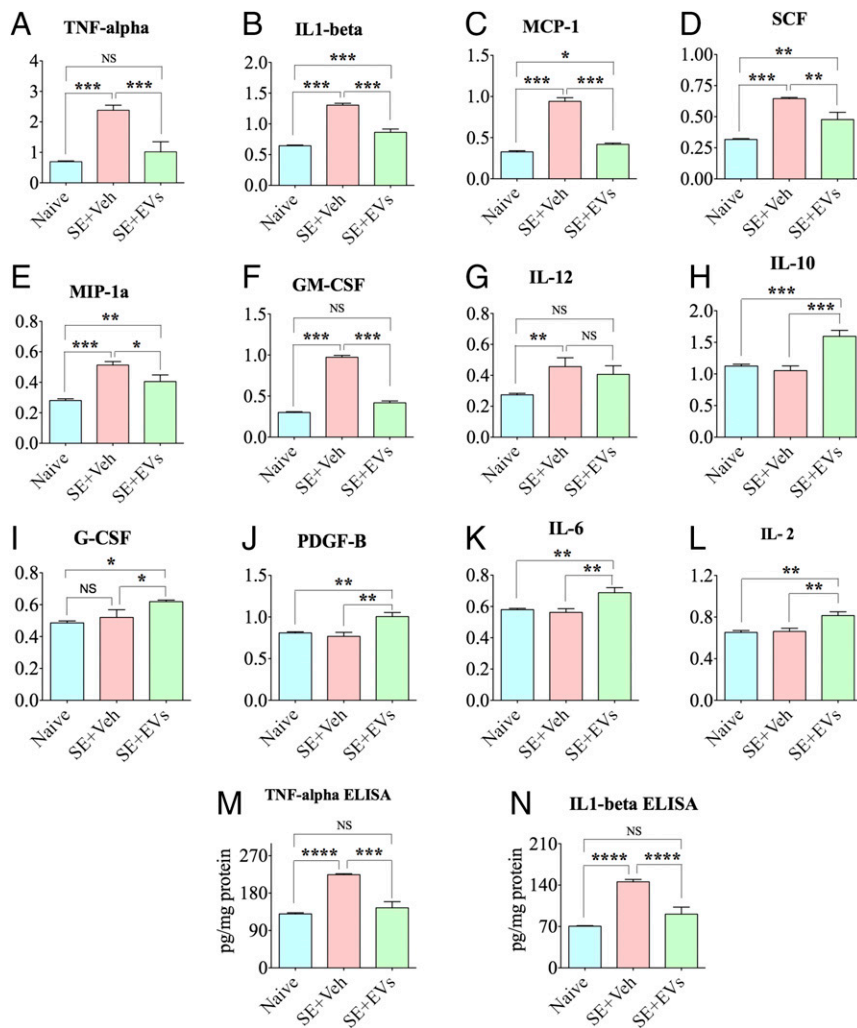 A TNF-alpha
NS
*** ***
4
3
2
1
0
Naive SE+Veh SE+EVs
B IL1-beta
***
*** ***
2.0
1.5
1.0
0.5
0.0
Naive SE+Veh SE+EVs
C MCP-1
*
*** ***
1.5
1.0
0.5
0.0
Naive SE+Veh SE+EVs
D SCF
**
*** **
1.00
0.75
0.50
0.25
0.00
Naive SE+Veh SE+EVs
E MIP-1a
**
*** *
0.8
0.6
0.4
0.2
0.0
Naive SE+Veh SE+EVs
F GM-CSF
NS
*** ***
1.5
1.0
0.5
0.0
Naive SE+Veh SE+EVs
G IL-12
NS
** NS
0.8
0.6
0.4
0.2
0.0
Naive SE+Veh SE+EVs
H IL-10
***
***
2.0
1.5
1.0
0.5
0.0
Naive SE+Veh SE+EVs
I G-CSF
*
NS *
0.8
0.6
0.4
0.2
0.0
Naive SE+Veh SE+EVs
J PDGF-B
**
**
1.5
1.0
0.5
0.0
Naive SE+Veh SE+EVs
K IL-6
**
**
0.8
0.6
0.4
0.2
0.0
Naive SE+Veh SE+EVs
L IL- 2
**
**
1.2
0.8
0.4
0.0
Naive SE+Veh SE+EVs
M TNF-alpha ELISA
NS
**** ***
pg/mg protein
270
180
90
0
Naive SE+Veh SE+EVs
N IL1-beta ELISA
NS
**** ****
pg/mg protein
210
140
70
0
Naive SE+Veh SE+EVs